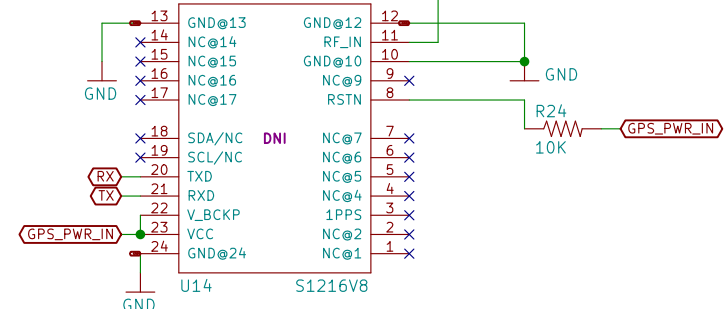 13 GND@13 GND@12 12
14 NC@14 RF_IN 11
15 NC@15 GND@10 10
16 NC@16 NC@9 9 GND
17 NC@17 RSTN 8
GND
R24
GPS_PWR_IN
10K
18 SDA/NC DNI NC@7 7
19 SCL/NC NC@6 6
RX 20 TXD NC@5 5
TX 21 RXD NC@4 4
22 V_BCKP 1PPS 3
GPS_PWR_IN 23 VCC NC@2 2
24 GND@24 NC@1 1
U14 S1216V8
GND